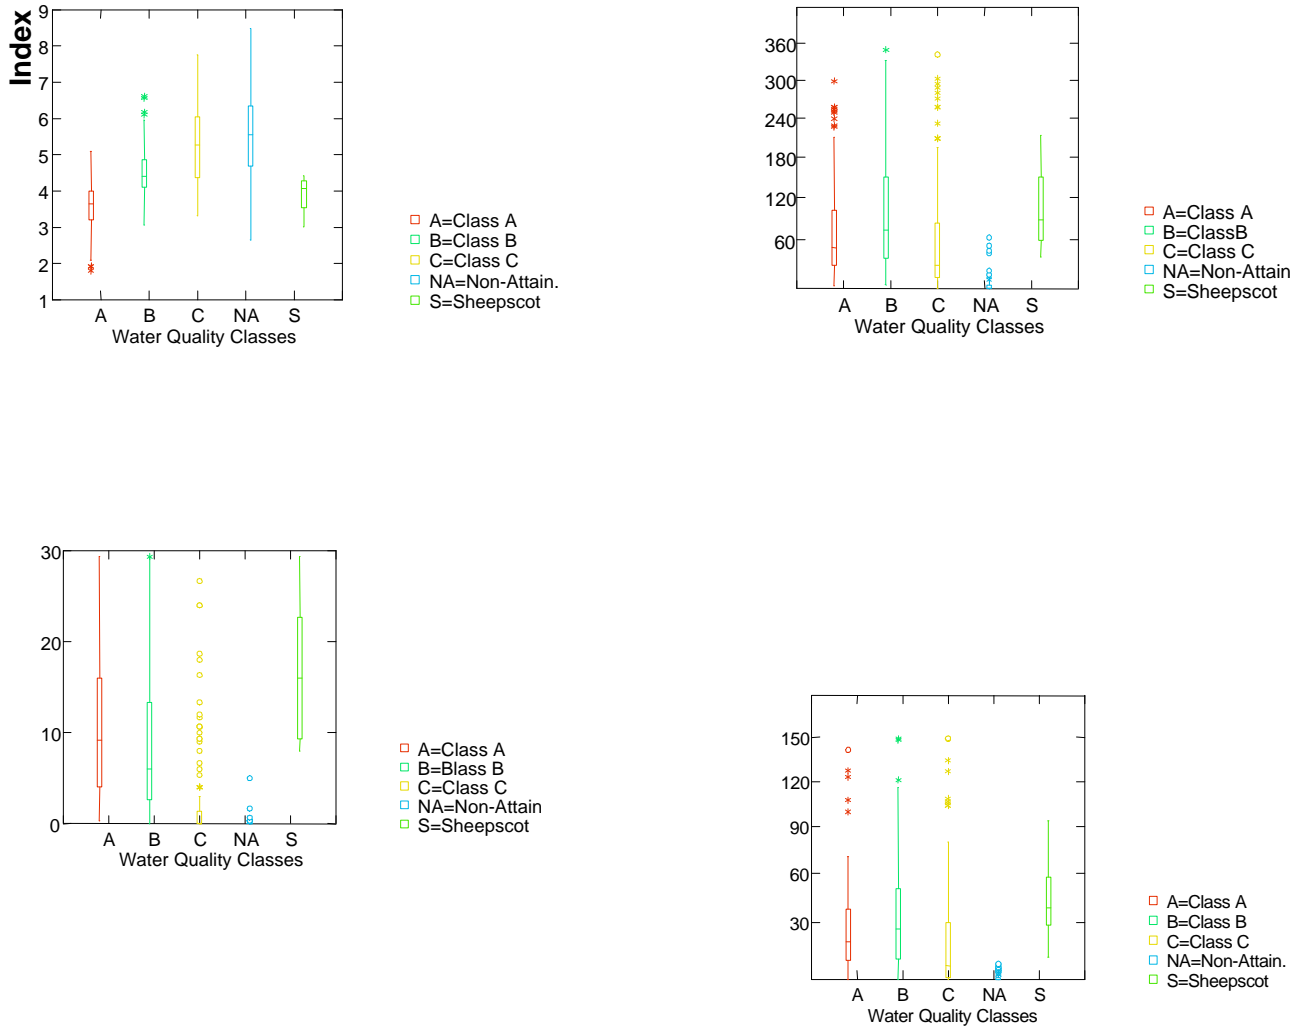 Index
9
8
7
6
5
4
3
2
1
A B C NA S
Water Quality Classes
A=Class A
B=Class B
C=Class C
NA=Non-Attain.
S=Sheepscot
360
300
240
180
120
60
A B C NA S
Water Quality Classes
A=Class A
B=ClassB
C=Class C
NA=Non-Attain
S=Sheepscot
30
20
10
0
A B C NA S
Water Quality Classes
A=Class A
B=Blass B
C=Class C
NA=Non-Attain
S=Sheepscot
150
120
90
60
30
A B C NA S
Water Quality Classes
A=Class A
B=Class B
C=Class C
NA=Non-Attain.
S=Sheepscot